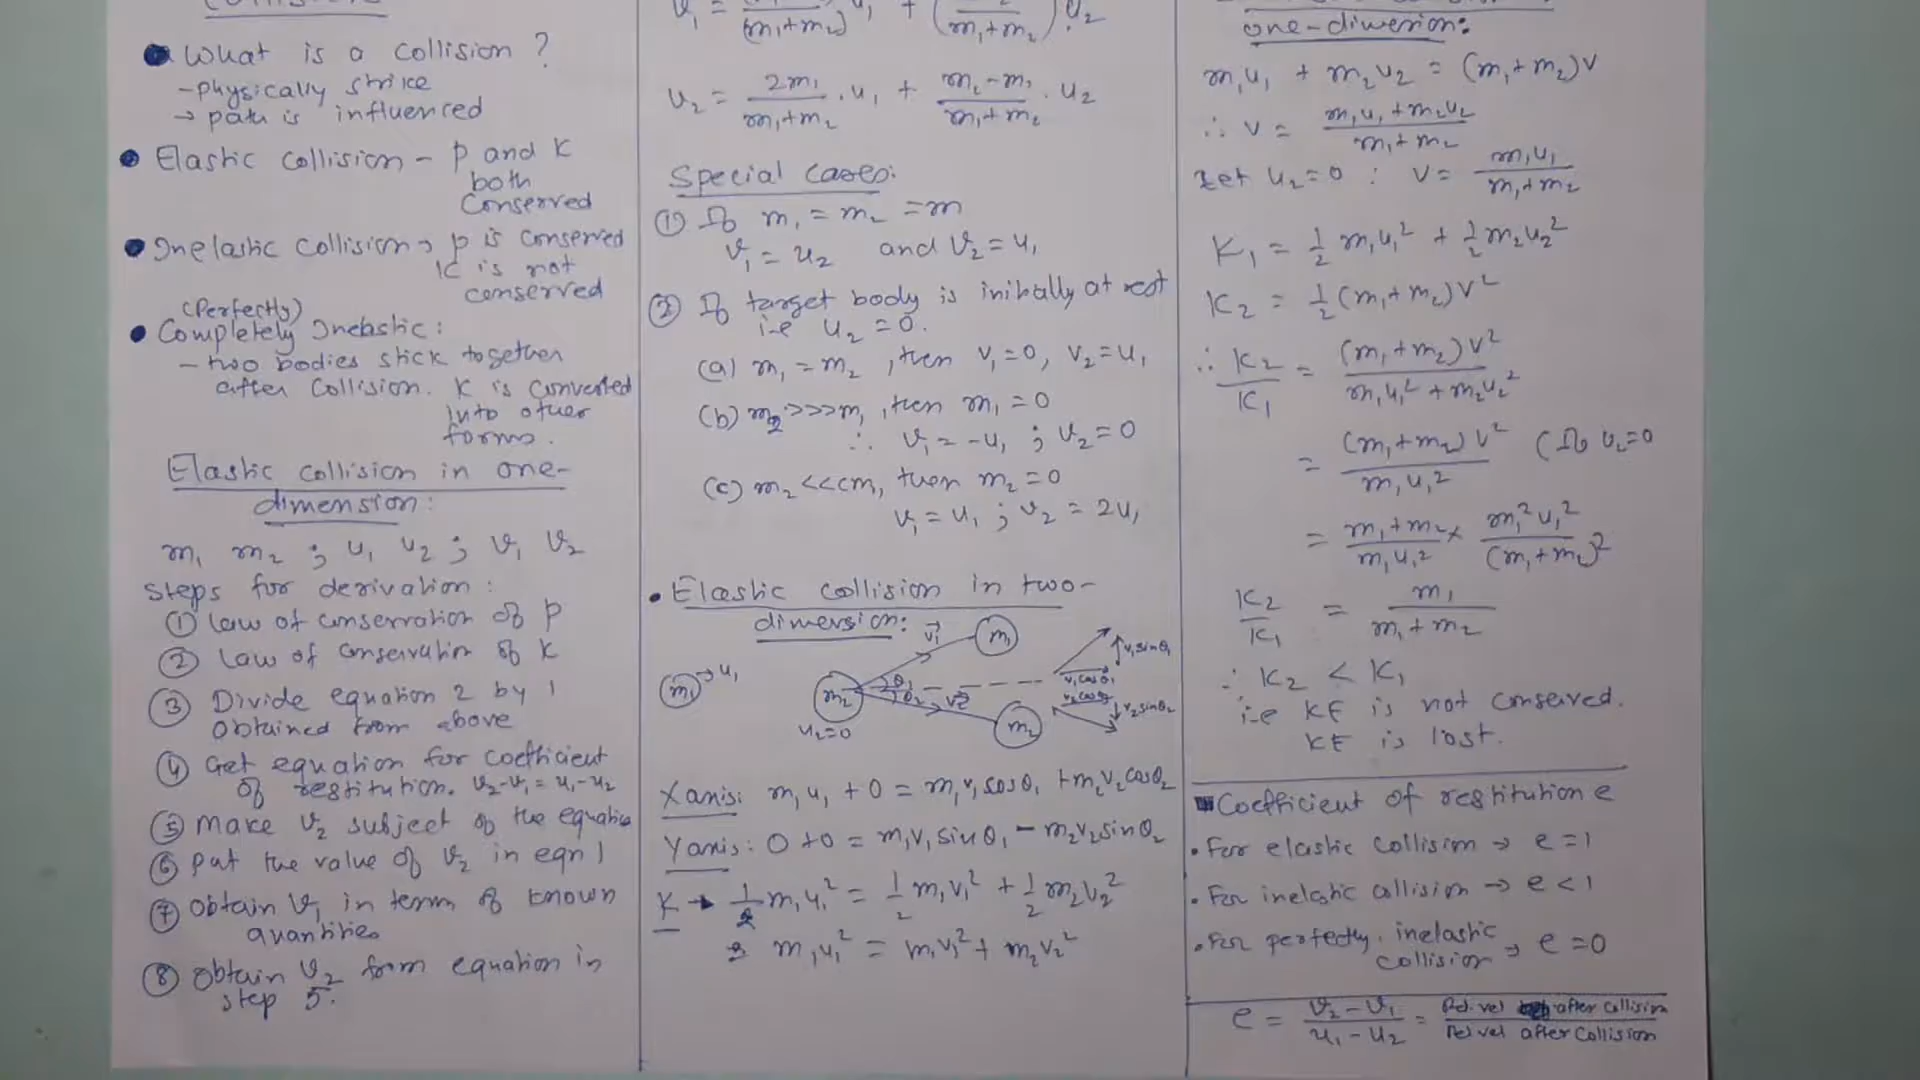 Collisions
What is a collision ?
- physically strike
→ path is influenced
Elastic collision - P and K
both
Conserved
Inelastic collision → p is conserved
K is not
conserved
(Perfectly)
Completely Inelastic :
- two bodies stick together
after collision. K is converted
into other
forms.
Elastic collision in one-
dimension :
m₁ m₂ ; u₁ u₂ ; v₁ v₂
Steps for derivation :
① law of conservation of P
② Law of conservation of K
③ Divide equation 2 by 1
obtained from above
④ Get equation for coefficient
of restitution. v₂-v₁ = u₁-u₂
⑤ make v₂ subject of the equation
⑥ put the value of v₂ in eqn 1
⑦ obtain v₁ in term of known
quantities
⑧ obtain v₂ from equation in
step 5.
v₂ = 2m₁/(m₁+m₂) . u₁ + (m₂-m₁)/(m₁+m₂) . u₂
Special cases:
① If m₁ = m₂ = m
v₁ = u₂ and v₂ = u₁
② If target body is initially at rest
i.e u₂ = 0.
(a) m₁ = m₂ , then v₁=0, v₂=u₁
(b) m₂>>>m₁ , then m₁ = 0
∴ v₁ = -u₁ ; v₂ = 0
(c) m₂ <<<m₁ then m₂ = 0
v₁ = u₁ ; v₂ = 2u₁
Elastic collision in two-
dimension:
m₁ → u₁
m₂
u₂=0
v₁ m₁
θ₁
θ₂ v₂
m₂
v₁sinθ₁
v₁cosθ₁
v₂cosθ₂
v₂sinθ₂
X axis: m₁u₁ + 0 = m₁v₁cosθ₁ + m₂v₂cosθ₂
Y axis: 0 + 0 = m₁v₁sinθ₁ - m₂v₂sinθ₂
K → 1/2 m₁u₁² = 1/2 m₁v₁² + 1/2 m₂v₂²
m₁u₁² = m₁v₁² + m₂v₂²
one-dimension:
m₁u₁ + m₂u₂ = (m₁+m₂)v
∴ v = (m₁u₁+m₂u₂)/(m₁+m₂)
Let u₂=0 : v = m₁u₁/(m₁+m₂)
K₁ = 1/2 m₁u₁² + 1/2 m₂u₂²
K₂ = 1/2 (m₁+m₂)v²
∴ K₂/K₁ = (m₁+m₂)v²/(m₁u₁²+m₂u₂²)
= (m₁+m₂)v²/m₁u₁² (If u₂=0
= (m₁+m₂)/m₁u₁² × m₁²u₁²/(m₁+m₂)²
K₂/K₁ = m₁/(m₁+m₂)
∴ K₂ < K₁
i.e KE is not conserved.
KE is lost.
Coefficient of restitution e
. For elastic collision → e = 1
. For inelastic collision → e < 1
. For perfectly inelastic
collision → e = 0
e = (v₂-v₁)/(u₁-u₂) = Rel. vel after collision/Rel vel after collision